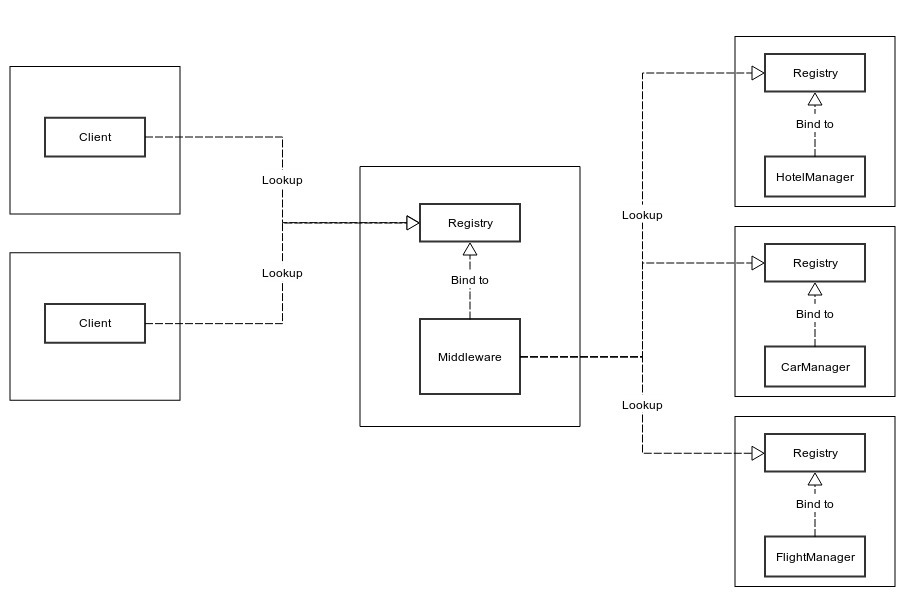 Client
Lookup
Lookup
Client
Registry
Bind to
Middleware
Lookup
Lookup
Registry
Bind to
HotelManager
Registry
Bind to
CarManager
Registry
Bind to
FlightManager